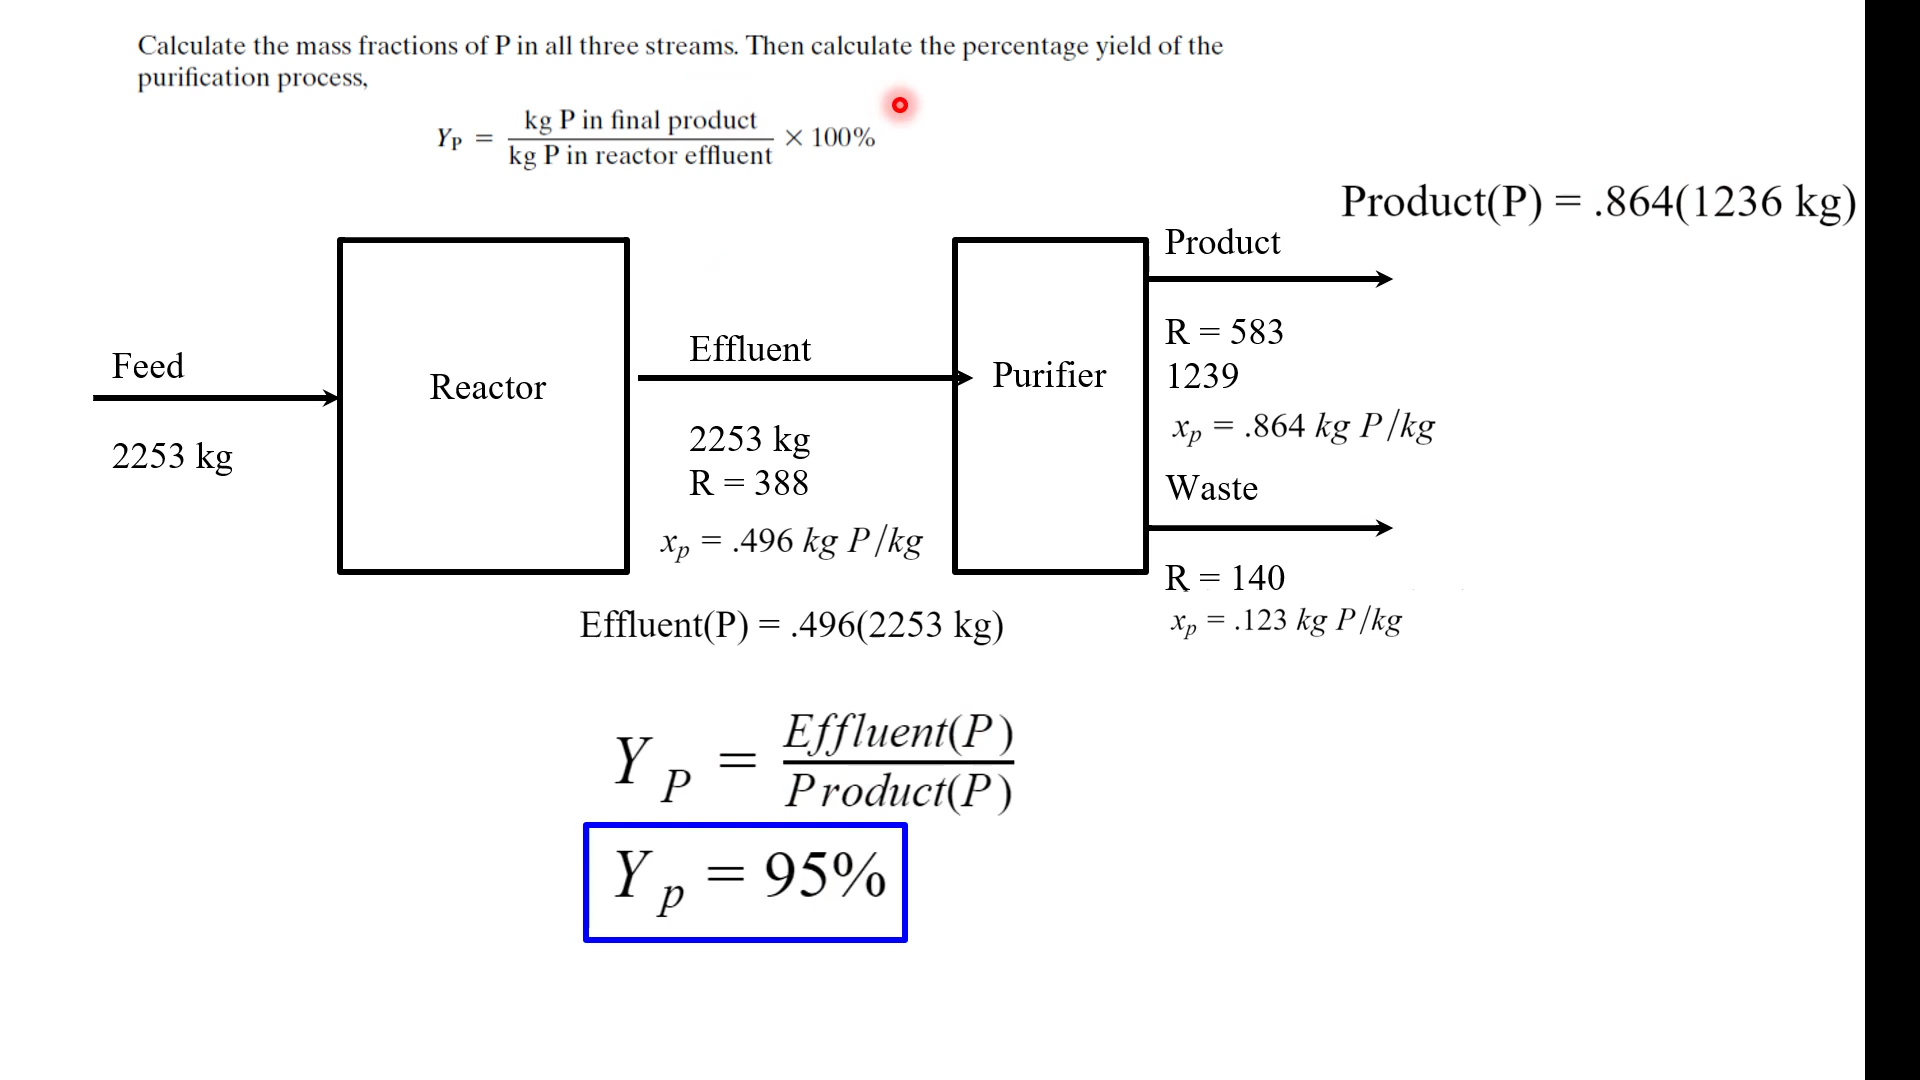 Calculate the mass fractions of P in all three streams. Then calculate the percentage yield of the
purification process,
Y_P = kg P in final product / kg P in reactor effluent × 100%
Product(P) = .864(1236 kg)
Product
R = 583
1239
x_p = .864 kg P/kg
Feed
2253 kg
Reactor
Effluent
2253 kg
R = 388
x_p = .496 kg P/kg
Purifier
Waste
R = 140
x_p = .123 kg P/kg
Effluent(P) = .496(2253 kg)
Y_P = Effluent(P) / Product(P)
Y_p = 95%